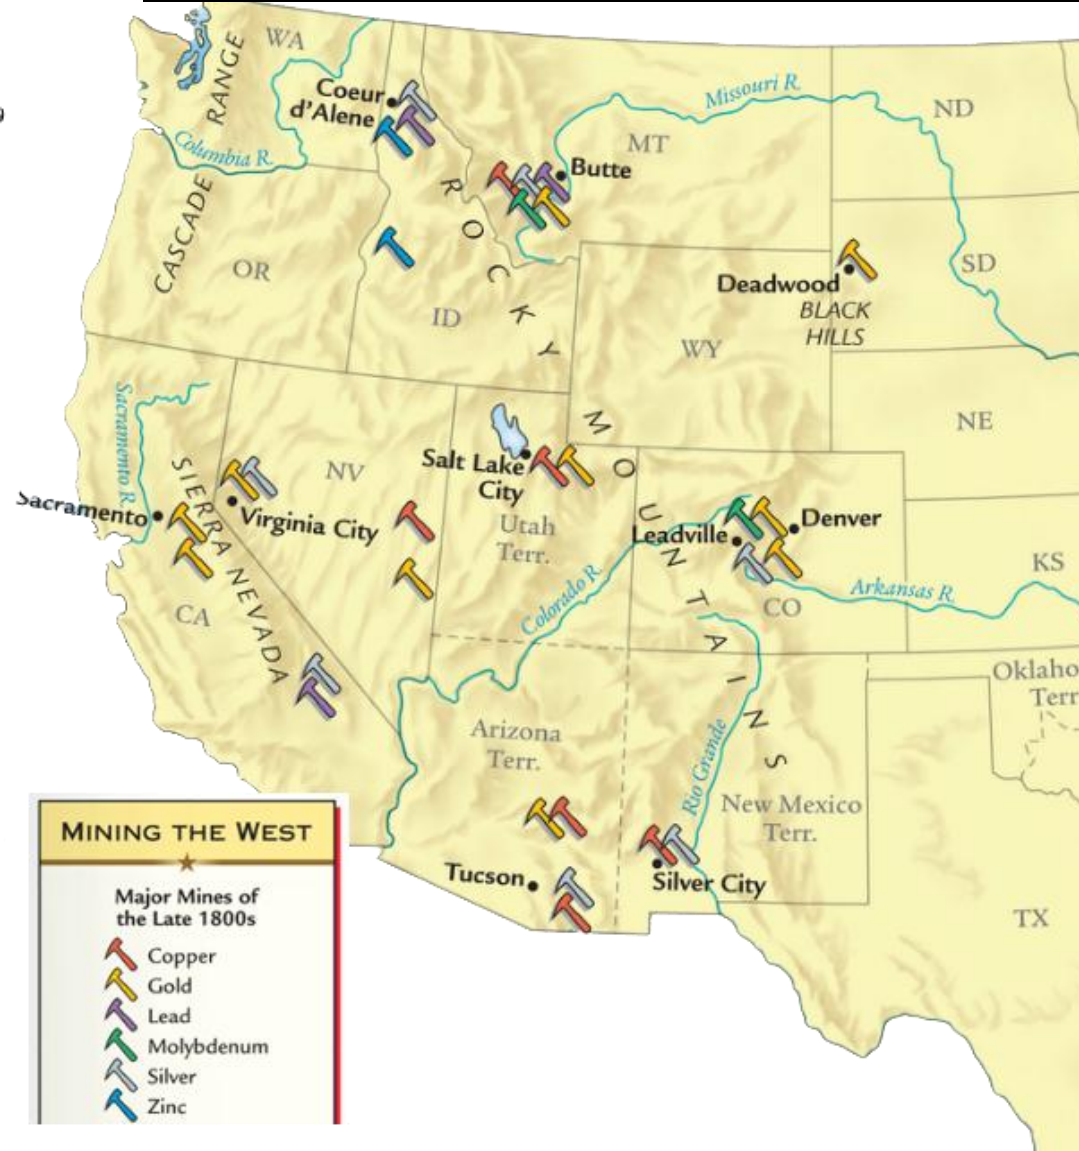 WA
CASCADE RANGE
Columbia R.
Coeur
d'Alene
Missouri R.
MT
ND
Butte
ROCKY MOUNTAINS
OR
ID
SD
Deadwood
BLACK
HILLS
WY
NE
Sacramento R.
SIERRA NEVADA
NV
Salt Lake
City
Utah
Terr.
Sacramento
Virginia City
Leadville
Denver
Colorado R.
CO
Arkansas R.
KS
CA
Oklaho
Terr
Arizona
Terr.
Rio Grande
New Mexico
Terr.
Tucson
Silver City
TX
MINING THE WEST
Major Mines of
the Late 1800s
Copper
Gold
Lead
Molybdenum
Silver
Zinc